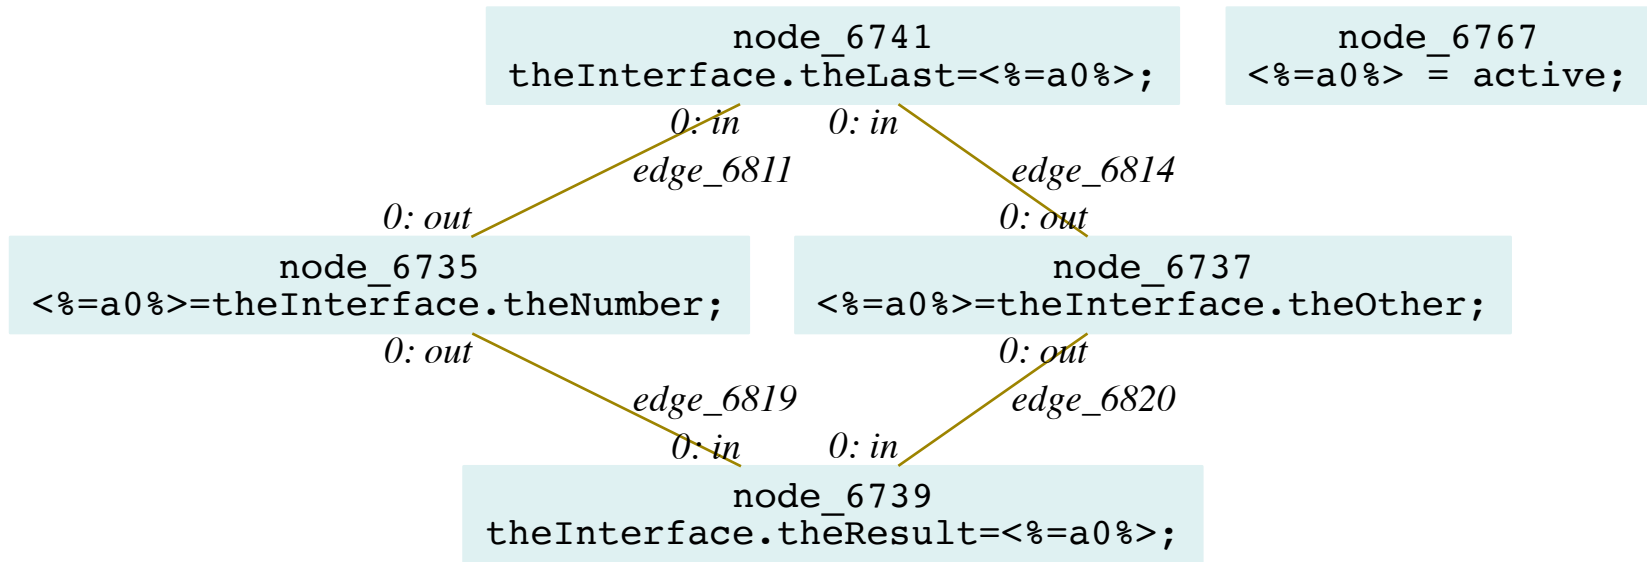 node_6741
theInterface.theLast=<%=a0%>;
node_6767
<%=a0%> = active;
0: in
0: in
edge_6811
edge_6814
0: out
0: out
node_6735
<%=a0%>=theInterface.theNumber;
node_6737
<%=a0%>=theInterface.theOther;
0: out
0: out
edge_6819
edge_6820
0: in
0: in
node_6739
theInterface.theResult=<%=a0%>;